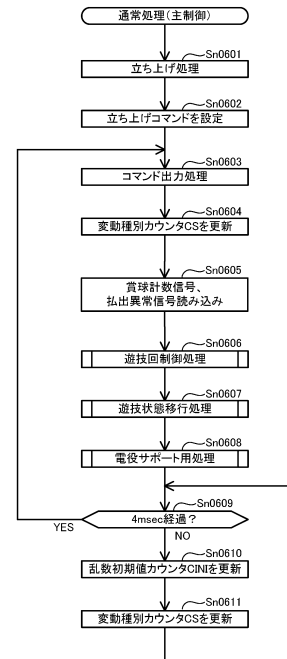 通常処理(主制御)
Sn0601
立ち上げ処理
Sn0602
立ち上げコマンドを設定
Sn0603
コマンド出力処理
Sn0604
変動種別カウンタCSを更新
Sn0605
賞球計数信号、
払出異常信号読み込み
Sn0606
遊技回制御処理
Sn0607
遊技状態移行処理
Sn0608
電役サポート用処理
Sn0609
4msec経過?
YES
NO
Sn0610
乱数初期値カウンタCINIを更新
Sn0611
変動種別カウンタCSを更新